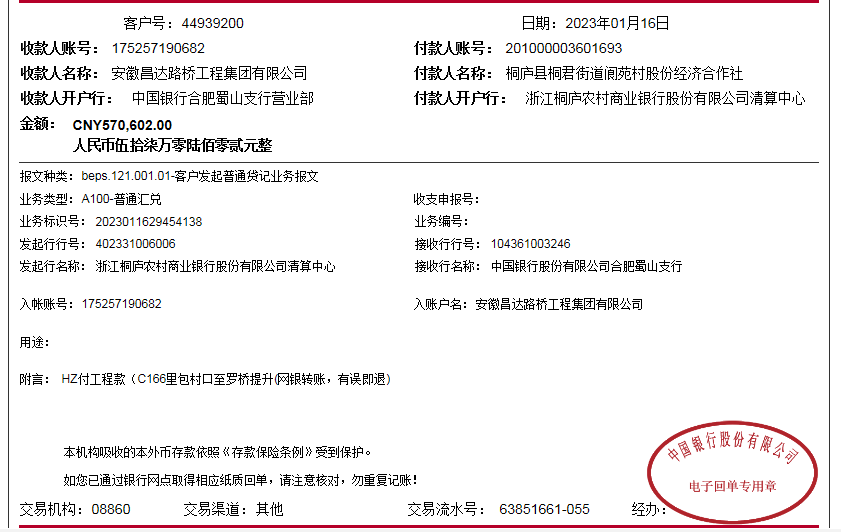 客户号：44939200 日期：2023年01月16日
收款人账号： 175257190682 付款人账号： 201000003601693
收款人名称： 安徽昌达路桥工程集团有限公司 付款人名称： 桐庐县桐君街道阆苑村股份经济合作社
收款人开户行： 中国银行合肥蜀山支行营业部 付款人开户行： 浙江桐庐农村商业银行股份有限公司清算中心
金额： CNY570,602.00
人民币伍拾柒万零陆佰零贰元整
报文种类：beps.121.001.01-客户发起普通贷记业务报文
业务类型：A100-普通汇兑 收支申报号：
业务标识号：2023011629454138 业务编号：
发起行行号：402331006006 接收行行号：104361003246
发起行名称：浙江桐庐农村商业银行股份有限公司清算中心 接收行名称：中国银行股份有限公司合肥蜀山支行
入帐账号：175257190682 入账户名：安徽昌达路桥工程集团有限公司
用途：
附言： HZ付工程款（C166里包村口至罗桥提升(网银转账，有误即退)
本机构吸收的本外币存款依照《存款保险条例》受到保护。
如您已通过银行网点取得相应纸质回单，请注意核对，勿重复记账！
中国银行股份有限公司
电子回单专用章
交易机构：08860 交易渠道：其他 交易流水号： 63851661-055 经办：